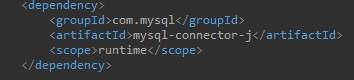 <dependency>
<groupId>com.mysql</groupId>
<artifactId>mysql-connector-j</artifactId>
<scope>runtime</scope>
</dependency>